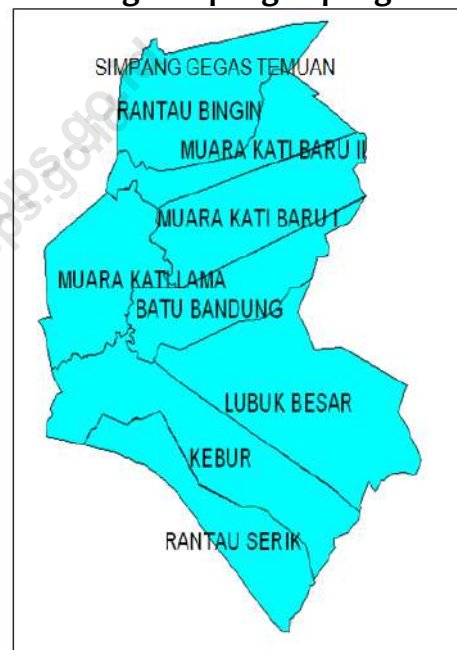 SIMPANG GEGAS TEMUAN
RANTAU BINGIN
MUARA KATI BARU II
MUARA KATI BARU I
MUARA KATI LAMA
BATU BANDUNG
LUBUK BESAR
KEBUR
RANTAU SERIK